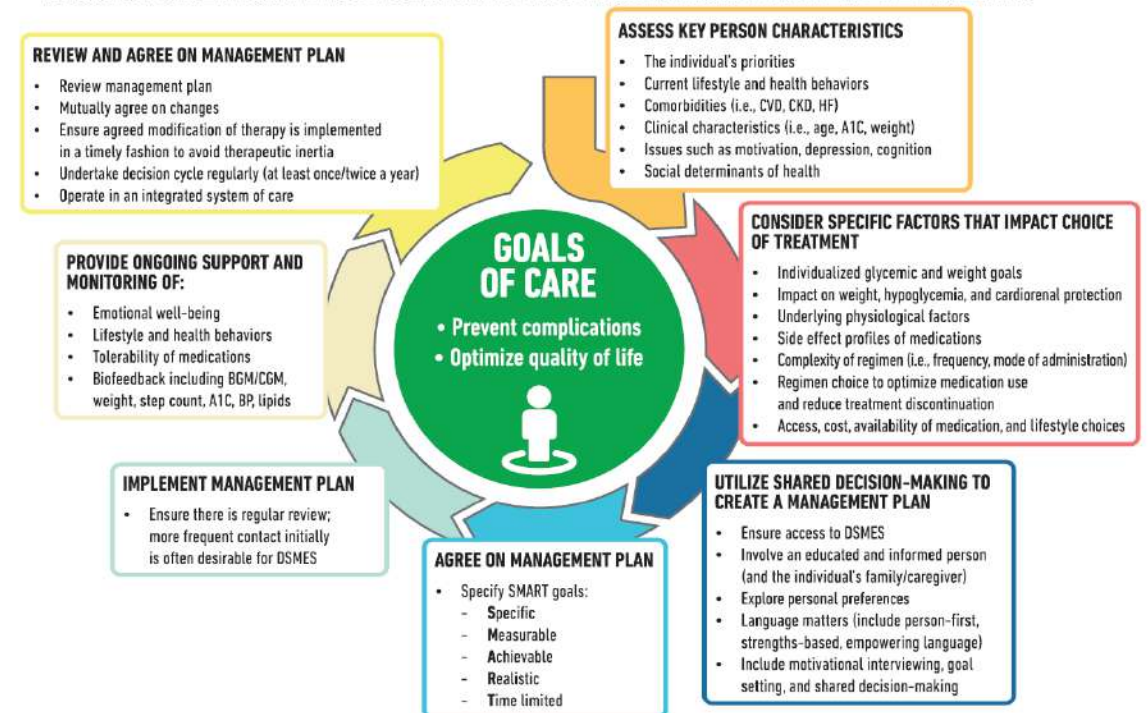 REVIEW AND AGREE ON MANAGEMENT PLAN
• Review management plan
• Mutually agree on changes
• Ensure agreed modification of therapy is implemented
in a timely fashion to avoid therapeutic inertia
• Undertake decision cycle regularly (at least once/twice a year)
• Operate in an integrated system of care
ASSESS KEY PERSON CHARACTERISTICS
• The individual's priorities
• Current lifestyle and health behaviors
• Comorbidities (i.e., CVD, CKD, HF)
• Clinical characteristics (i.e., age, A1C, weight)
• Issues such as motivation, depression, cognition
• Social determinants of health
CONSIDER SPECIFIC FACTORS THAT IMPACT CHOICE
OF TREATMENT
• Individualized glycemic and weight goals
• Impact on weight, hypoglycemia, and cardiorenal protection
• Underlying physiological factors
• Side effect profiles of medications
• Complexity of regimen (i.e., frequency, mode of administration)
• Regimen choice to optimize medication use
and reduce treatment discontinuation
• Access, cost, availability of medication, and lifestyle choices
UTILIZE SHARED DECISION-MAKING TO
CREATE A MANAGEMENT PLAN
• Ensure access to DSMES
• Involve an educated and informed person
(and the individual's family/caregiver)
• Explore personal preferences
• Language matters (include person-first,
strengths-based, empowering language)
• Include motivational interviewing, goal
setting, and shared decision-making
AGREE ON MANAGEMENT PLAN
• Specify SMART goals:
- Specific
- Measurable
- Achievable
- Realistic
- Time limited
IMPLEMENT MANAGEMENT PLAN
• Ensure there is regular review;
more frequent contact initially
is often desirable for DSMES
PROVIDE ONGOING SUPPORT AND
MONITORING OF:
• Emotional well-being
• Lifestyle and health behaviors
• Tolerability of medications
• Biofeedback including BGM/CGM,
weight, step count, A1C, BP, lipids
GOALS
OF CARE
• Prevent complications
• Optimize quality of life